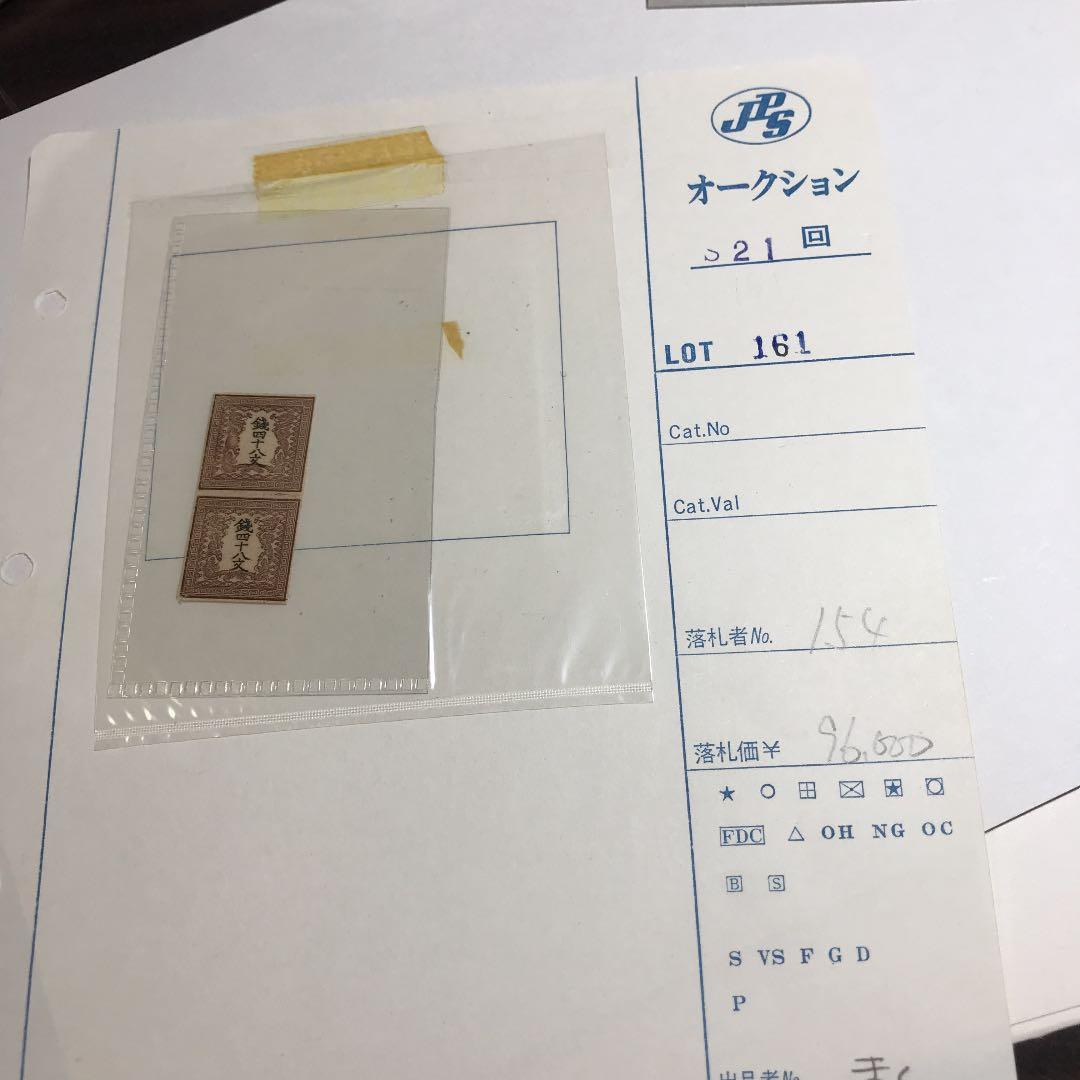 JPS
オークション
21 回
LOT 161
Cat.No
Cat.Val
落札者No. 154
落札価¥ 96,000
FDC △ OH NG OC
B S
S VS F G D
P
錢四十八文
錢四十八文